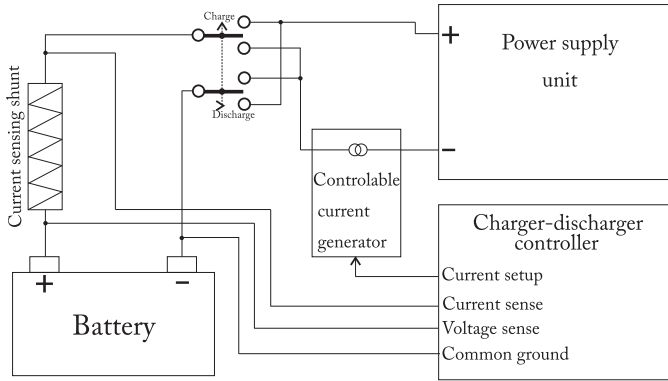 Charge
Discharge
Current sensing shunt
+
−
Power supply
unit
Controlable
current
generator
Charger-discharger
controller
Current setup
Current sense
Voltage sense
Common ground
+
−
Battery